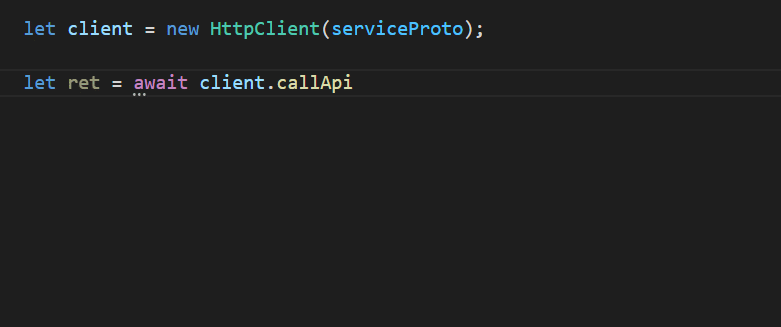 let client = new HttpClient(serviceProto);
let ret = await client.callApi